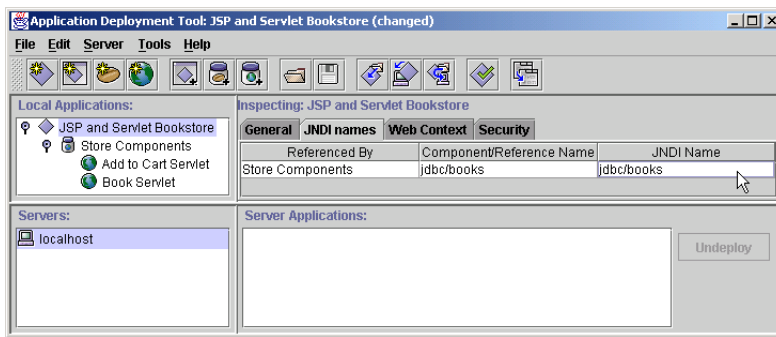 Application Deployment Tool: JSP and Servlet Bookstore (changed)
File Edit Server Tools Help
Local Applications:
JSP and Servlet Bookstore
Store Components
Add to Cart Servlet
Book Servlet
Inspecting: JSP and Servlet Bookstore
General JNDI names Web Context Security
Referenced By Component/Reference Name JNDI Name
Store Components jdbc/books jdbc/books
Servers:
localhost
Server Applications:
Undeploy